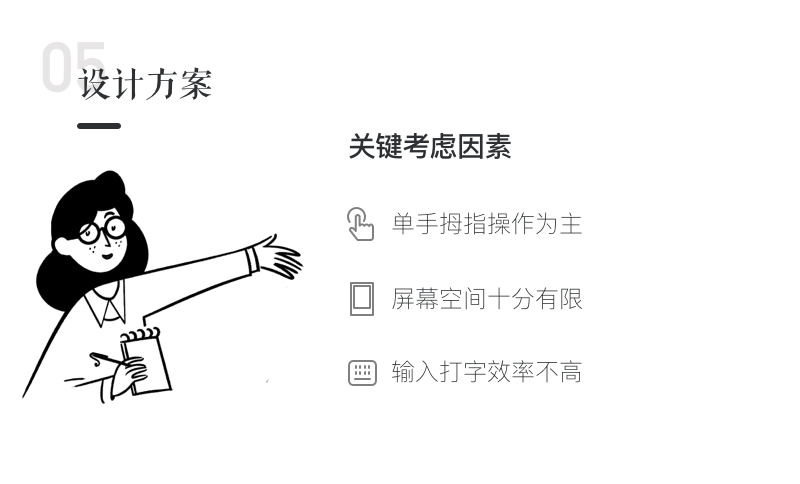 05
设计方案
关键考虑因素
单手拇指操作为主
屏幕空间十分有限
输入打字效率不高